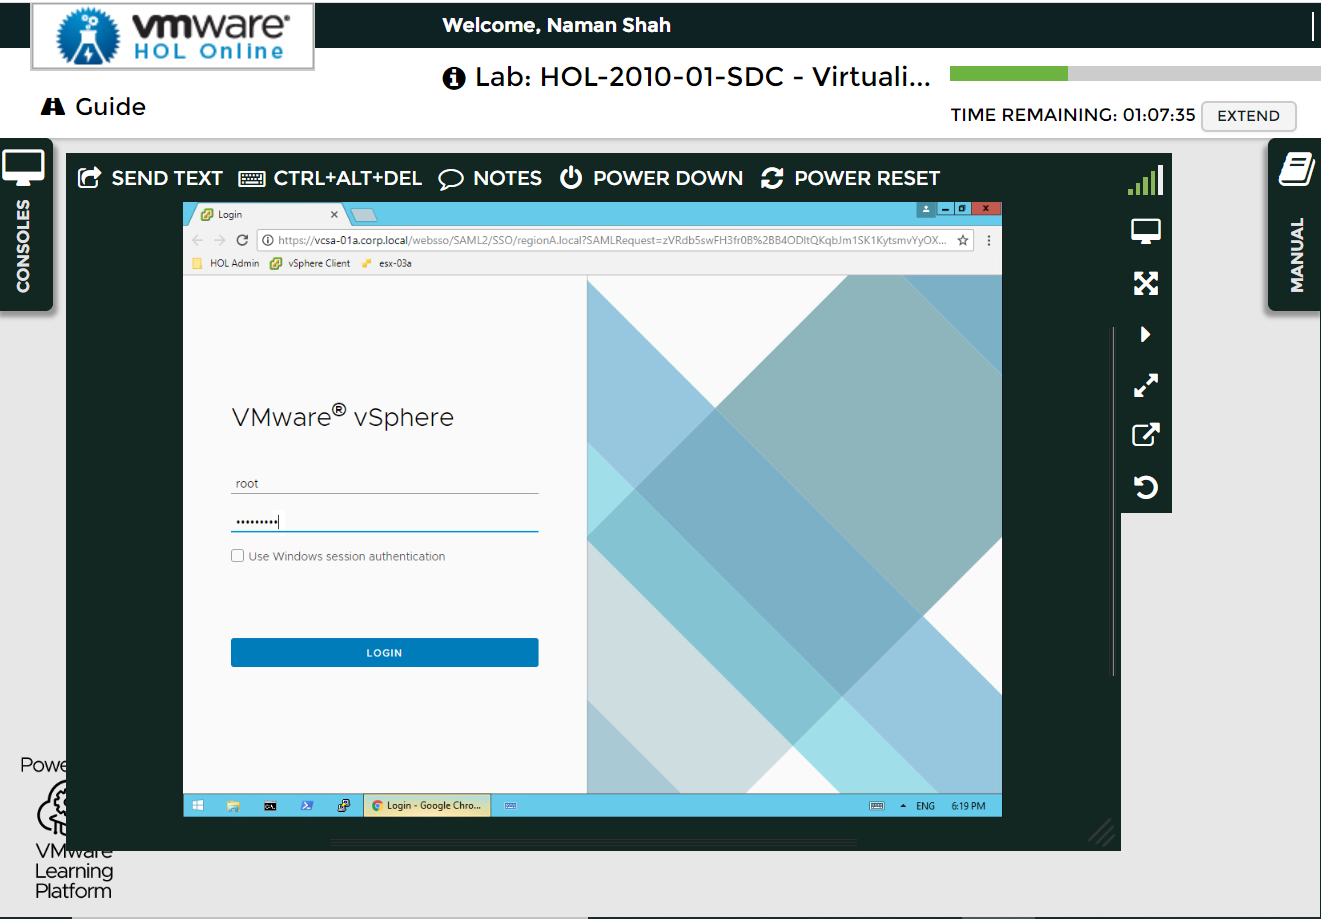 vmware®
HOL Online
Welcome, Naman Shah
Lab: HOL-2010-01-SDC - Virtuali...
Guide
TIME REMAINING: 01:07:35
EXTEND
CONSOLES
MANUAL
SEND TEXT
CTRL+ALT+DEL
NOTES
POWER DOWN
POWER RESET
Login
https://vcsa-01a.corp.local/websso/SAML2/SSO/regionA.local?SAMLRequest=zVRdb5swFH3fr0B%2BB4ODltQKqbJm1SK1KytsmvYyOX...
HOL Admin
vSphere Client
esx-03a
VMware® vSphere
root
•••••••••
Use Windows session authentication
LOGIN
Login - Google Chro...
ENG
6:19 PM
Powe
VMware
Learning
Platform